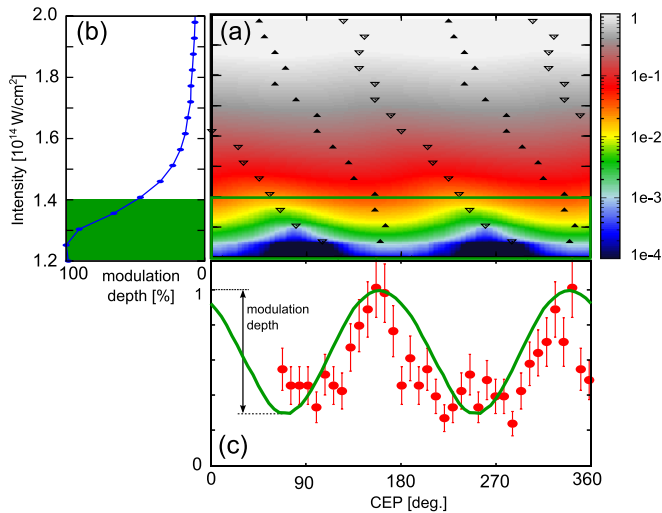 (b)
(a)
2.0
1.8
1.6
1.4
1.2
Intensity [10¹⁴ W/cm²]
100
0
modulation
depth [%]
1
1e-1
1e-2
1e-3
1e-4
1
0
modulation
depth
(c)
0
90
180
270
360
CEP [deg.]